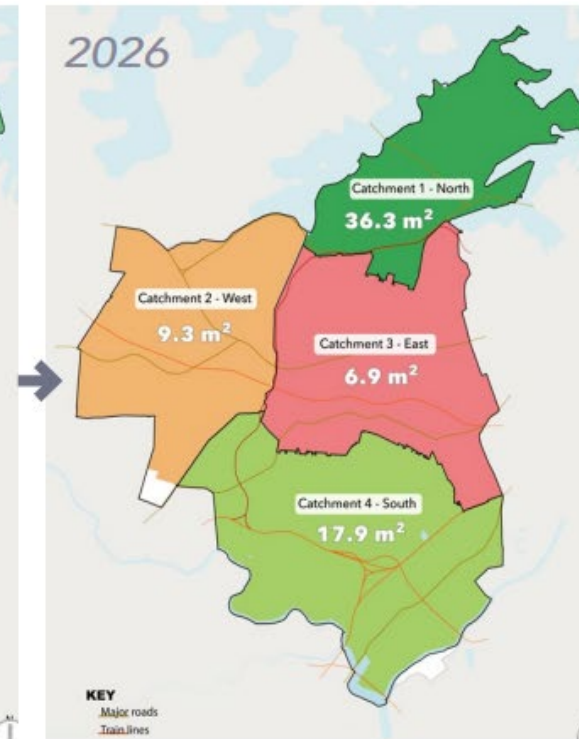 2026
Catchment 1 - North
36.3 m²
Catchment 2 - West
9.3 m²
Catchment 3 - East
6.9 m²
Catchment 4 - South
17.9 m²
KEY
Major roads
Train lines